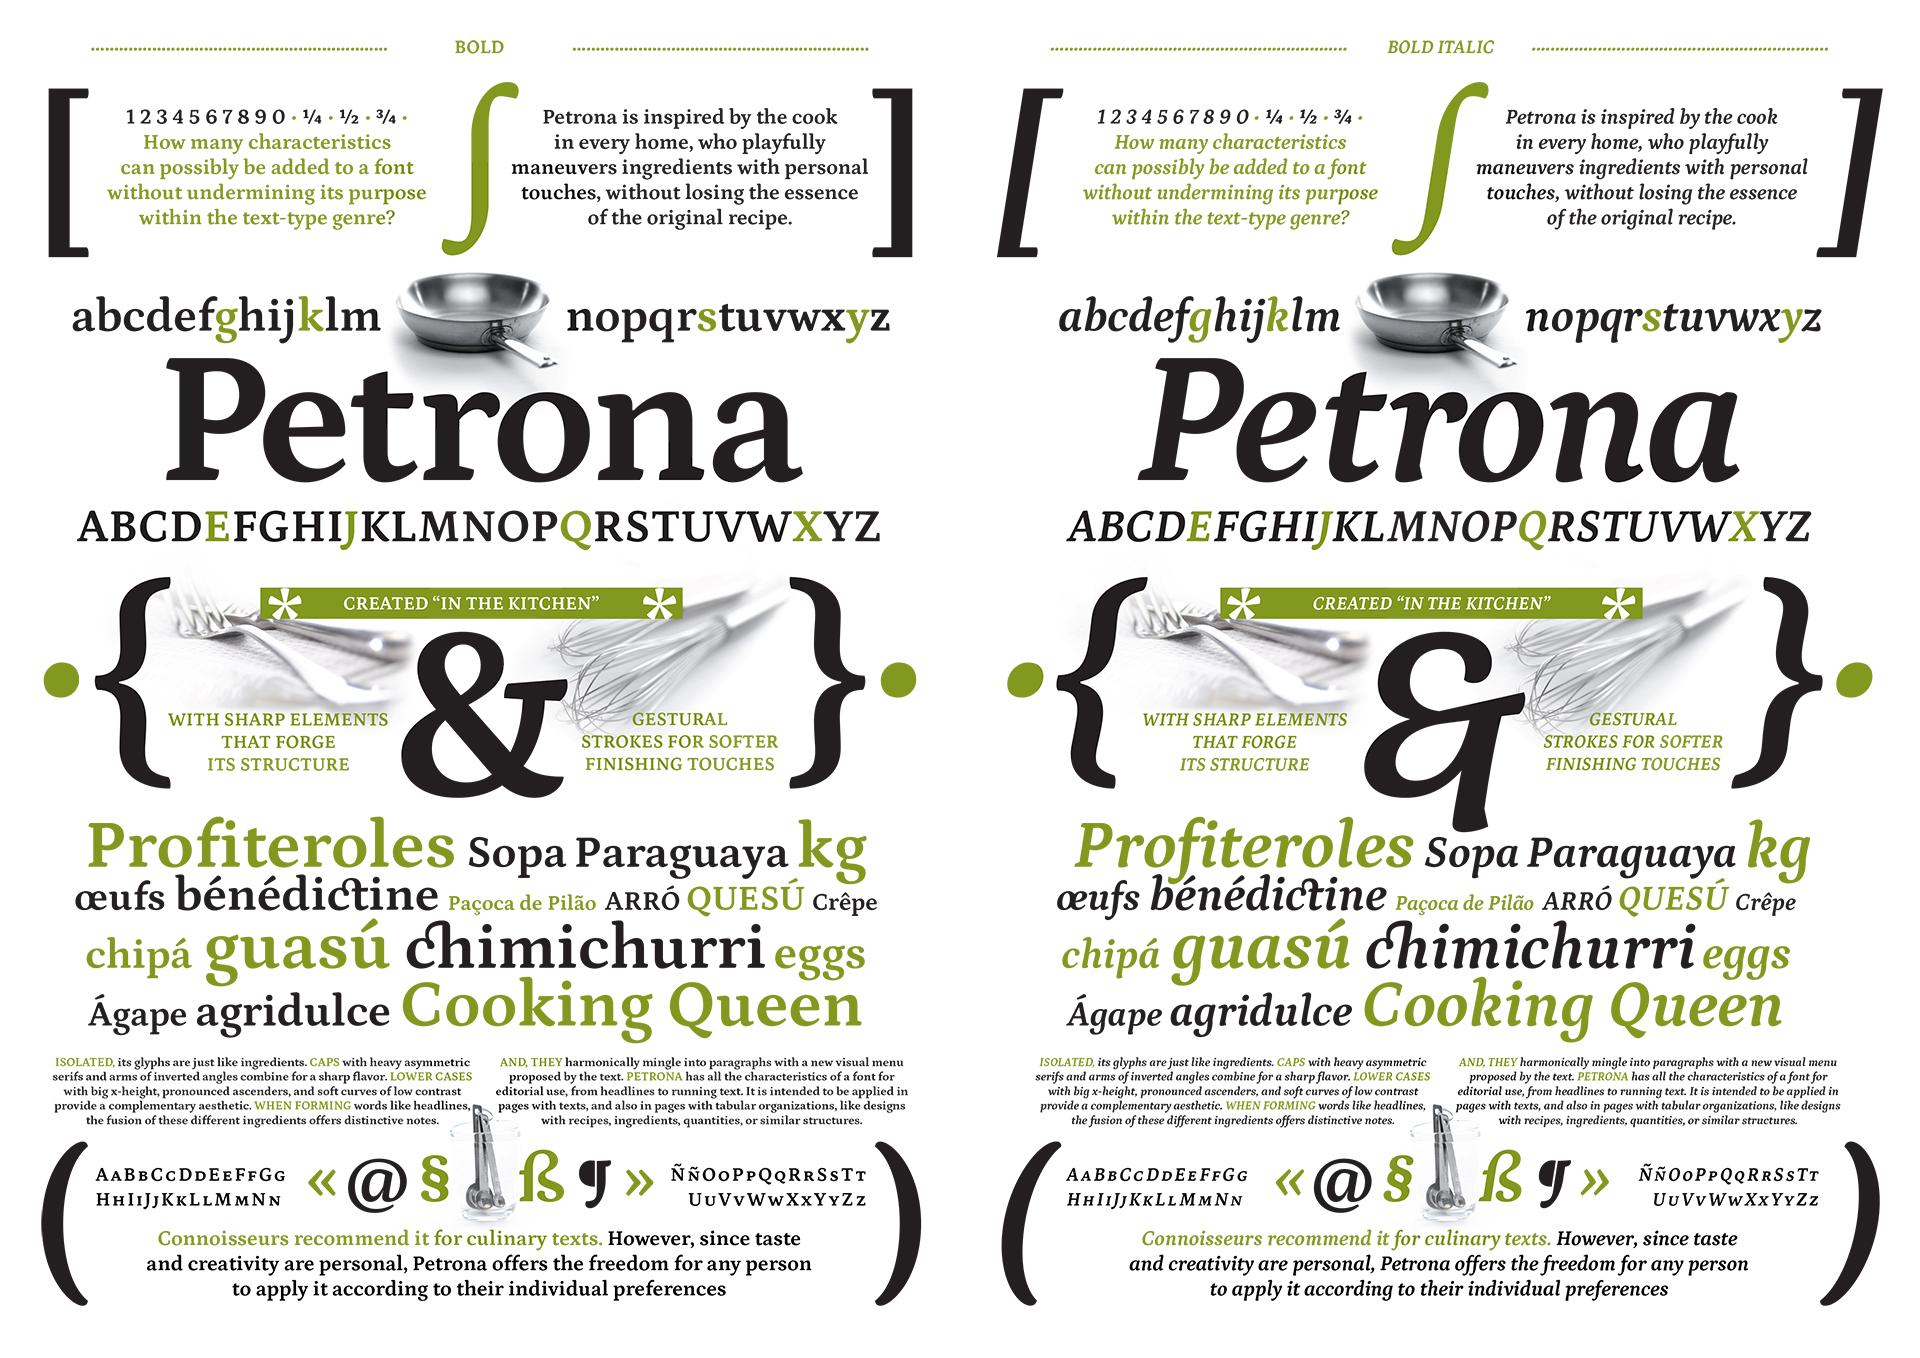 BOLD
1 2 3 4 5 6 7 8 9 0 · ¼ · ½ · ¾ ·
How many characteristics
can possibly be added to a font
without undermining its purpose
within the text-type genre?
Petrona is inspired by the cook
in every home, who playfully
maneuvers ingredients with personal
touches, without losing the essence
of the original recipe.
[ ∫ ]
abcdefghijklm nopqrstuvwxyz
Petrona
ABCDEFGHIJKLMNOPQRSTUVWXYZ
* CREATED “IN THE KITCHEN” *
• { & } •
WITH SHARP ELEMENTS
THAT FORGE
ITS STRUCTURE
GESTURAL
STROKES FOR SOFTER
FINISHING TOUCHES
Profiteroles Sopa Paraguaya kg
œufs bénédictine Paçoca de Pilão ARRÓ QUESÚ Crêpe
chipá guasú chimichurri eggs
Ágape agridulce Cooking Queen
ISOLATED, its glyphs are just like ingredients. CAPS with heavy asymmetric
serifs and arms of inverted angles combine for a sharp flavor. LOWER CASES
with big x-height, pronounced ascenders, and soft curves of low contrast
provide a complementary aesthetic. WHEN FORMING words like headlines,
the fusion of these different ingredients offers distinctive notes.
AND, THEY harmonically mingle into paragraphs with a new visual menu
proposed by the text. PETRONA has all the characteristics of a font for
editorial use, from headlines to running text. It is intended to be applied in
pages with texts, and also in pages with tabular organizations, like designs
with recipes, ingredients, quantities, or similar structures.
AABBCCDDEEFFGG
HHIIJJKKLLMMNN
( « @ § ß ¶ » )
ÑñOOPPQQRRSSTT
UUVVWWXXYYZZ
Connoisseurs recommend it for culinary texts. However, since taste
and creativity are personal, Petrona offers the freedom for any person
to apply it according to their individual preferences
BOLD ITALIC
1 2 3 4 5 6 7 8 9 0 · ¼ · ½ · ¾ ·
How many characteristics
can possibly be added to a font
without undermining its purpose
within the text-type genre?
Petrona is inspired by the cook
in every home, who playfully
maneuvers ingredients with personal
touches, without losing the essence
of the original recipe.
[ ∫ ]
abcdefghijklm nopqrstuvwxyz
Petrona
ABCDEFGHIJKLMNOPQRSTUVWXYZ
* CREATED “IN THE KITCHEN” *
• { & } •
WITH SHARP ELEMENTS
THAT FORGE
ITS STRUCTURE
GESTURAL
STROKES FOR SOFTER
FINISHING TOUCHES
Profiteroles Sopa Paraguaya kg
œufs bénédictine Paçoca de Pilão ARRÓ QUESÚ Crêpe
chipá guasú chimichurri eggs
Ágape agridulce Cooking Queen
ISOLATED, its glyphs are just like ingredients. CAPS with heavy asymmetric
serifs and arms of inverted angles combine for a sharp flavor. LOWER CASES
with big x-height, pronounced ascenders, and soft curves of low contrast
provide a complementary aesthetic. WHEN FORMING words like headlines,
the fusion of these different ingredients offers distinctive notes.
AND, THEY harmonically mingle into paragraphs with a new visual menu
proposed by the text. PETRONA has all the characteristics of a font for
editorial use, from headlines to running text. It is intended to be applied in
pages with texts, and also in pages with tabular organizations, like designs
with recipes, ingredients, quantities, or similar structures.
AABBCCDDEEFFGG
HHIIJJKKLLMMNN
( « @ § ß ¶ » )
ÑñOOPPQQRRSSTT
UUVVWWXXYYZZ
Connoisseurs recommend it for culinary texts. However, since taste
and creativity are personal, Petrona offers the freedom for any person
to apply it according to their individual preferences